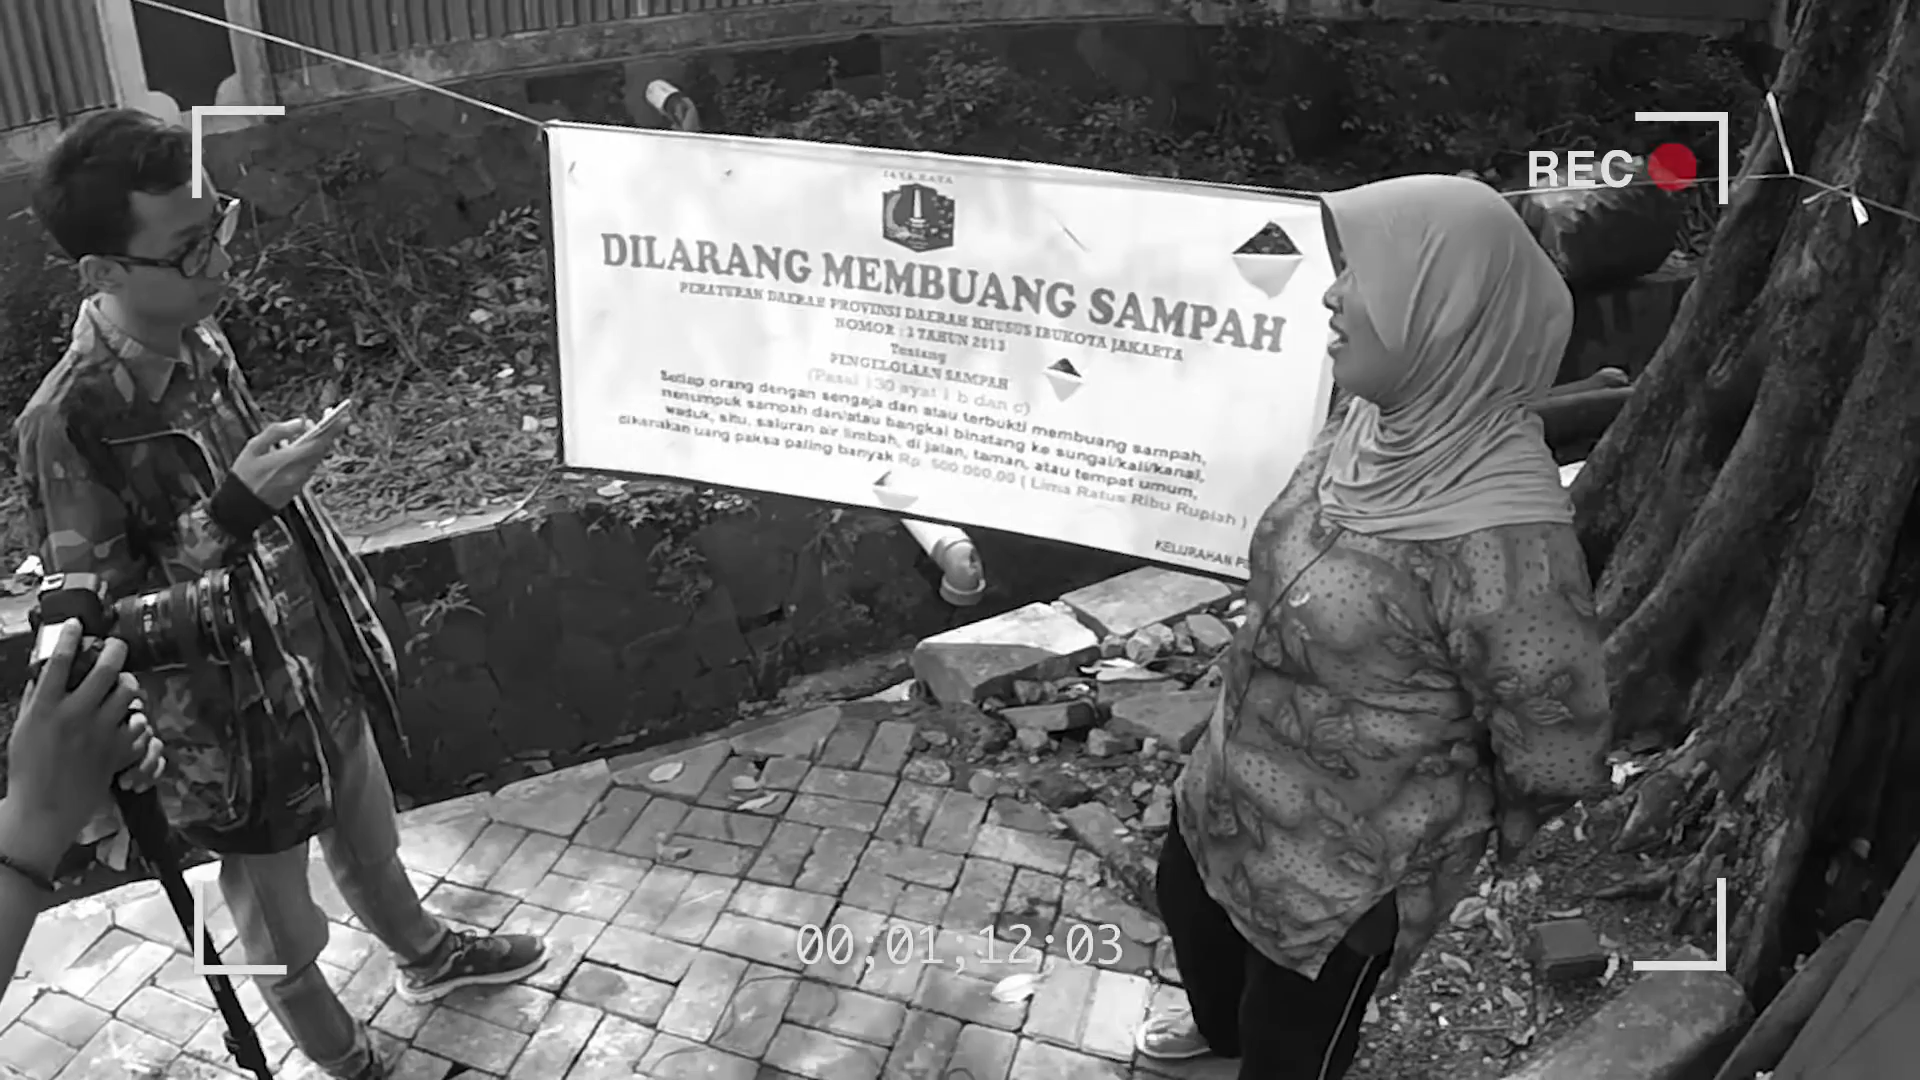 REC
JAYA RAYA
DILARANG MEMBUANG SAMPAH
PERATURAN DAERAH PROVINSI DAERAH KHUSUS IBUKOTA JAKARTA
NOMOR : 3 TAHUN 2013
Tentang
PENGELOLAAN SAMPAH
(Pasal 130 ayat 1 b dan c)
Setiap orang dengan sengaja dan atau terbukti membuang sampah,
menumpuk sampah dan/atau bangkai binatang ke sungai/kali/kanal,
waduk, situ, saluran air limbah, di jalan, taman, atau tempat umum,
dikenakan uang paksa paling banyak Rp. 500.000,00 ( Lima Ratus Ribu Rupiah )
KELURAHAN
00;01;12;03